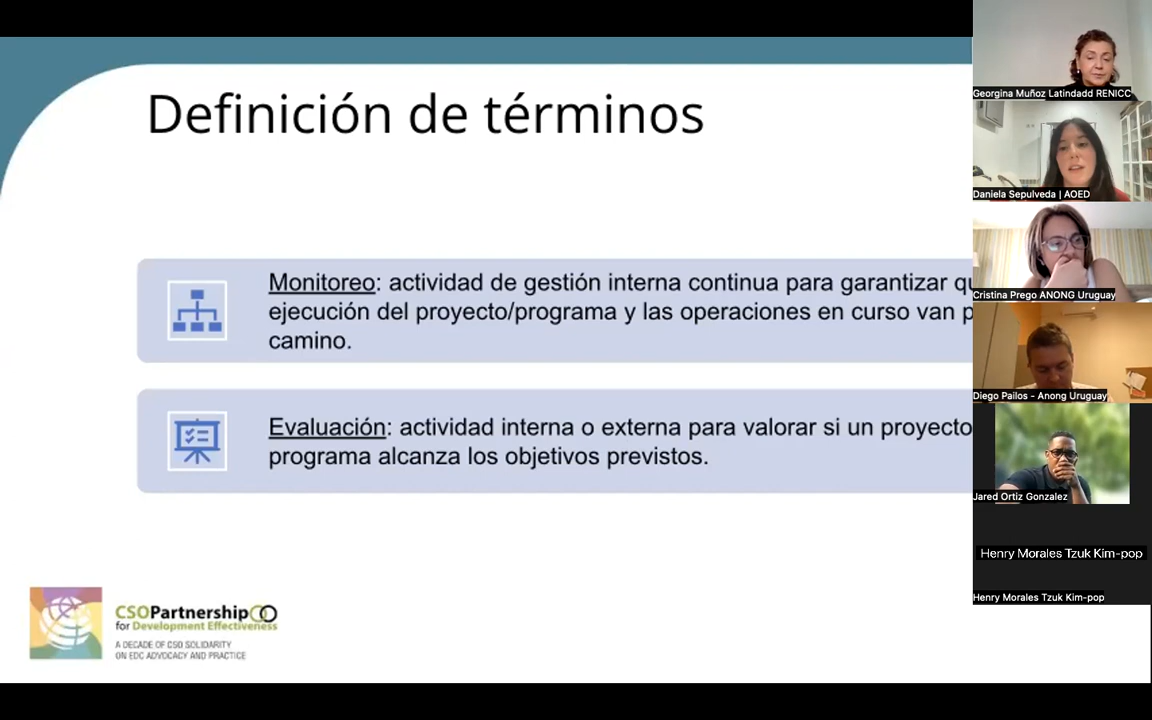 Definición de términos
Monitoreo: actividad de gestión interna continua para garantizar
ejecución del proyecto/programa y las operaciones en curso van
camino.
Evaluación: actividad interna o externa para valorar si un proyecto
programa alcanza los objetivos previstos.
CSOPartnership
for Development Effectiveness
A DECADE OF CSO SOLIDARITY
ON EDC ADVOCACY AND PRACTICE
Georgina Muñoz Latindadd RENICC
Daniela Sepulveda | AOED
Cristina Prego ANONG Uruguay
Diego Pailos - Anong Uruguay
Jared Ortiz Gonzalez
Henry Morales Tzuk Kim-pop
Henry Morales Tzuk Kim-pop